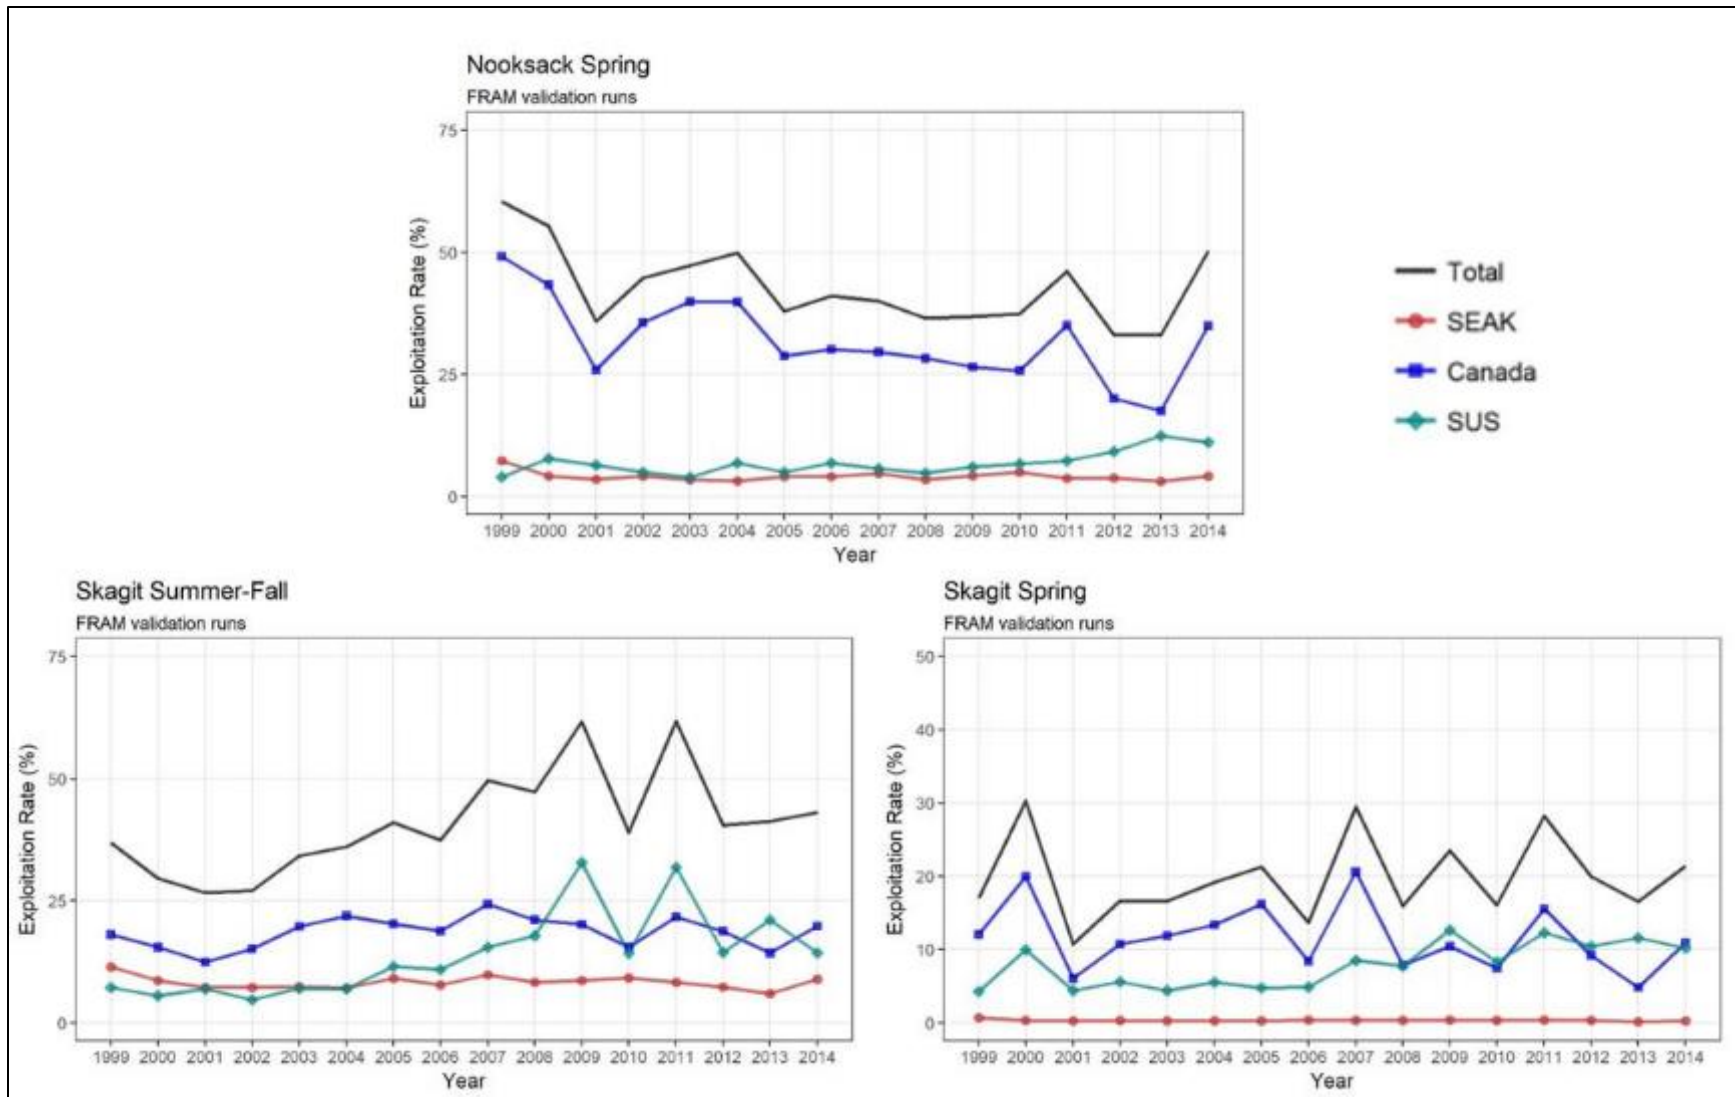 Nooksack Spring
FRAM validation runs
75
50
25
0
Exploitation Rate (%)
1999 2000 2001 2002 2003 2004 2005 2006 2007 2008 2009 2010 2011 2012 2013 2014
Year
Total
SEAK
Canada
SUS
Skagit Summer-Fall
FRAM validation runs
75
50
25
0
Exploitation Rate (%)
1999 2000 2001 2002 2003 2004 2005 2006 2007 2008 2009 2010 2011 2012 2013 2014
Year
Skagit Spring
FRAM validation runs
50
40
30
20
10
0
Exploitation Rate (%)
1999 2000 2001 2002 2003 2004 2005 2006 2007 2008 2009 2010 2011 2012 2013 2014
Year